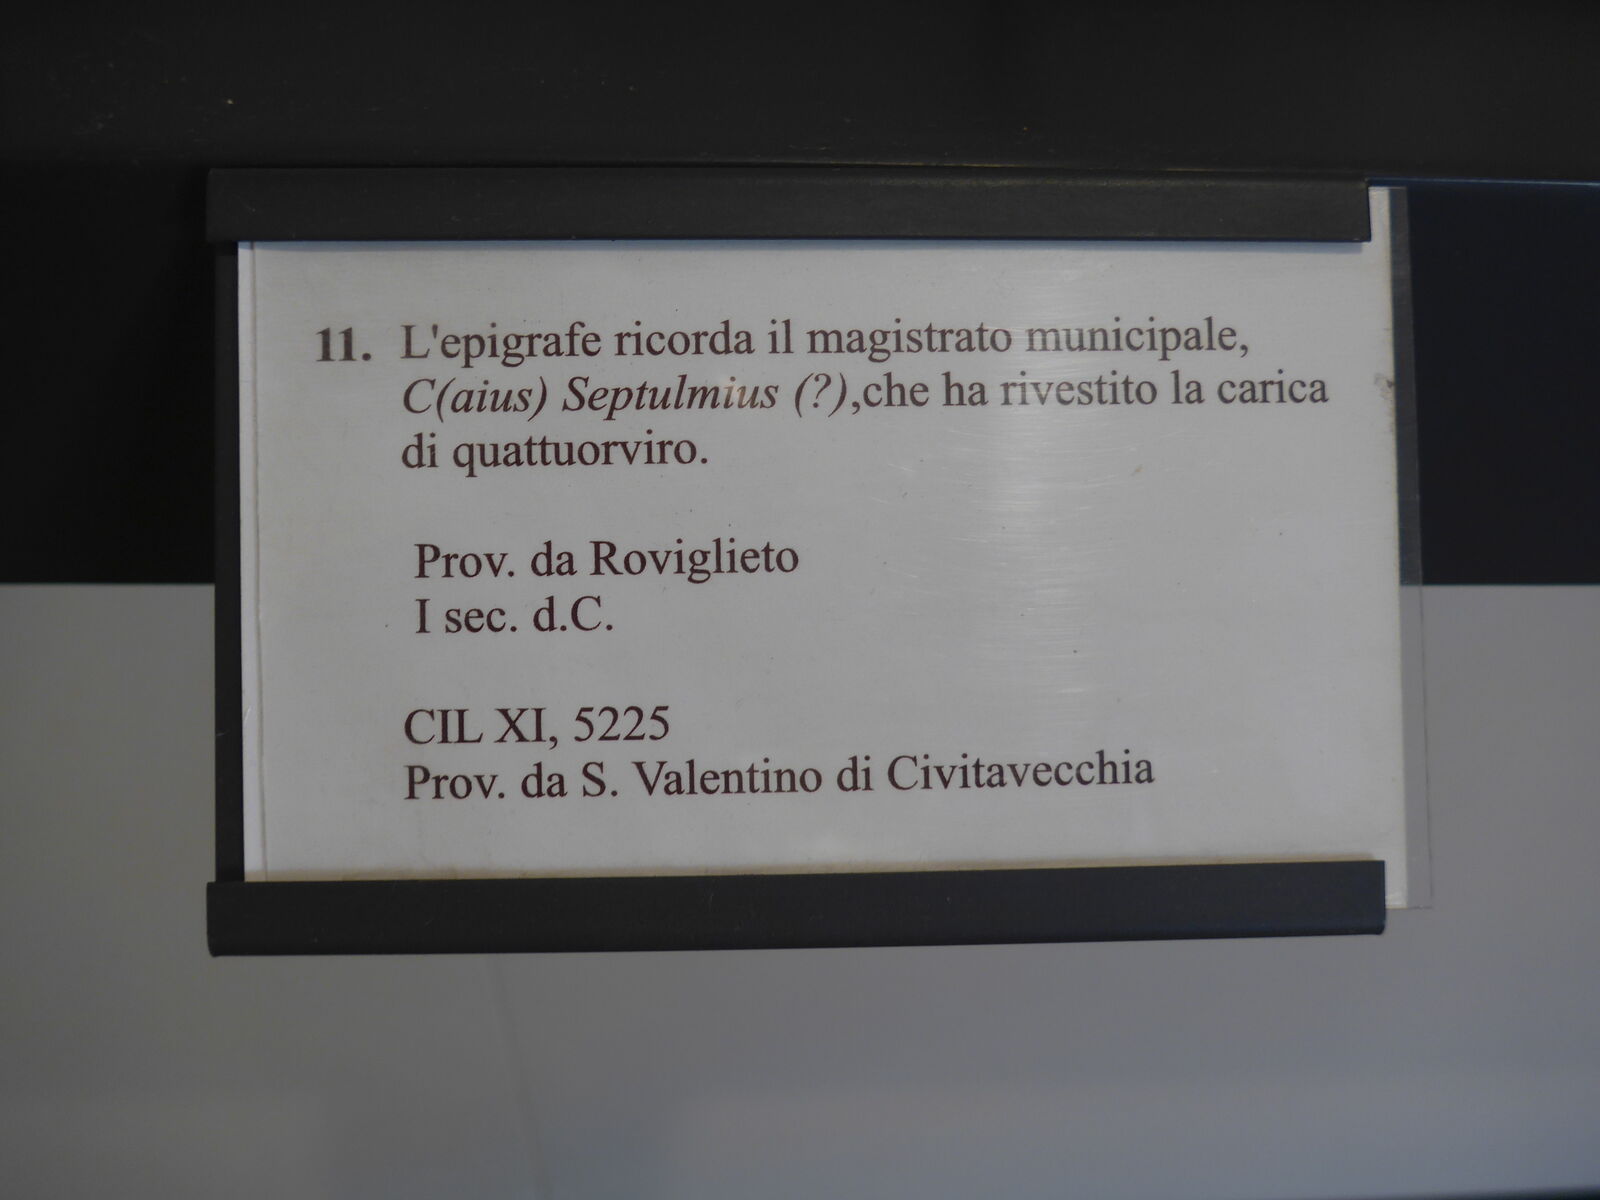 11. L'epigrafe ricorda il magistrato municipale,
C(aius) Septulmius (?),che ha rivestito la carica
di quattuorviro.
Prov. da Roviglieto
I sec. d.C.
CIL XI, 5225
Prov. da S. Valentino di Civitavecchia